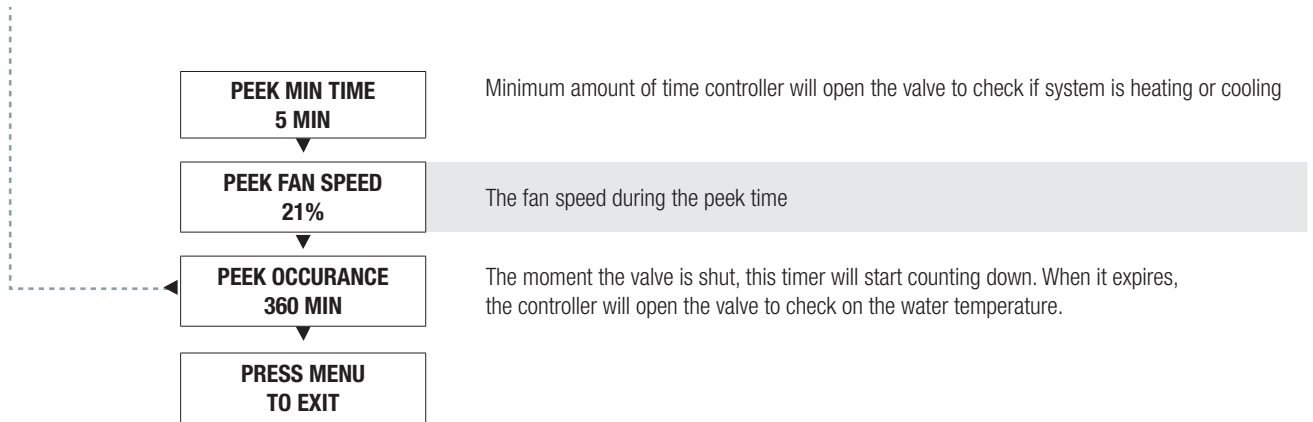 PEEK MIN TIME
5 MIN
Minimum amount of time controller will open the valve to check if system is heating or cooling
PEEK FAN SPEED
21%
The fan speed during the peek time
PEEK OCCURANCE
360 MIN
The moment the valve is shut, this timer will start counting down. When it expires,
the controller will open the valve to check on the water temperature.
PRESS MENU
TO EXIT